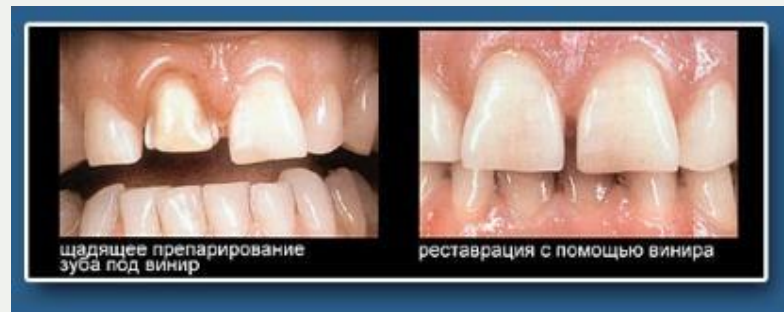 щадящее препарирование
зуба под винир
реставрация с помощью винира